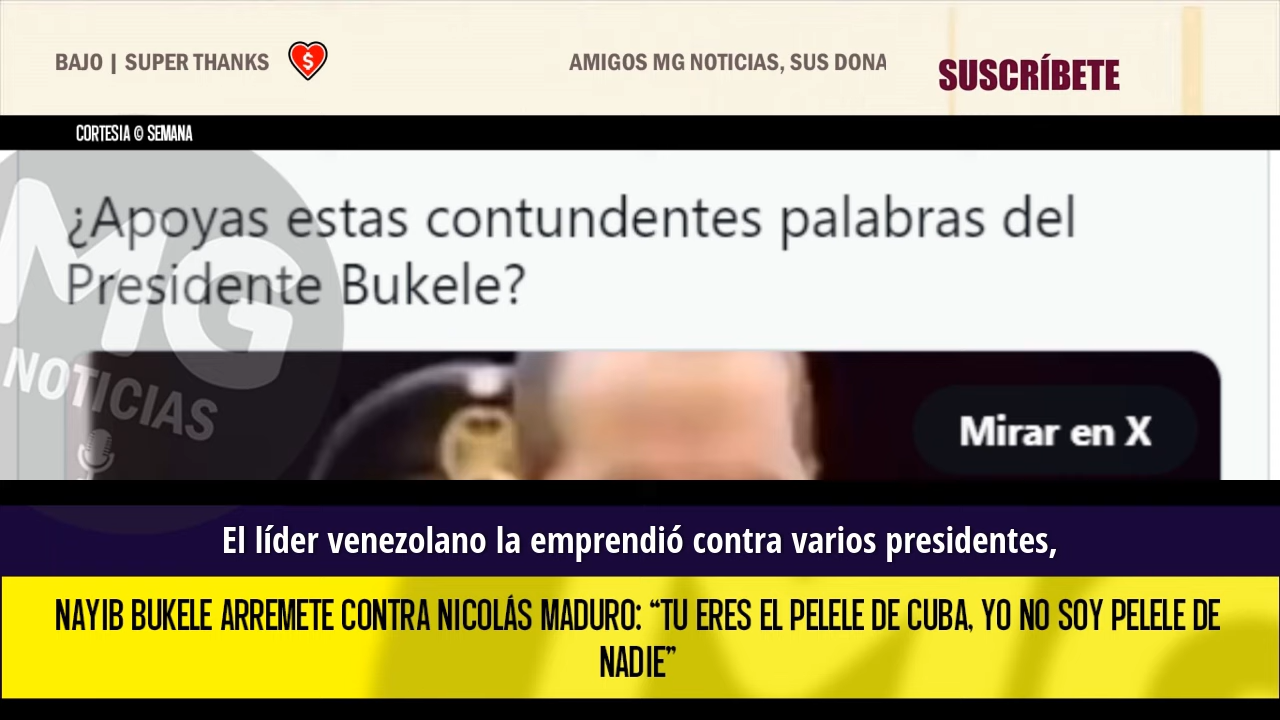 BAJO | SUPER THANKS
AMIGOS MG NOTICIAS, SUS DONA
SUSCRÍBETE
CORTESIA © SEMANA
¿Apoyas estas contundentes palabras del
Presidente Bukele?
MG
NOTICIAS
Mirar en X
El líder venezolano la emprendió contra varios presidentes,
NAYIB BUKELE ARREMETE CONTRA NICOLÁS MADURO: “TU ERES EL PELELE DE CUBA, YO NO SOY PELELE DE
NADIE”